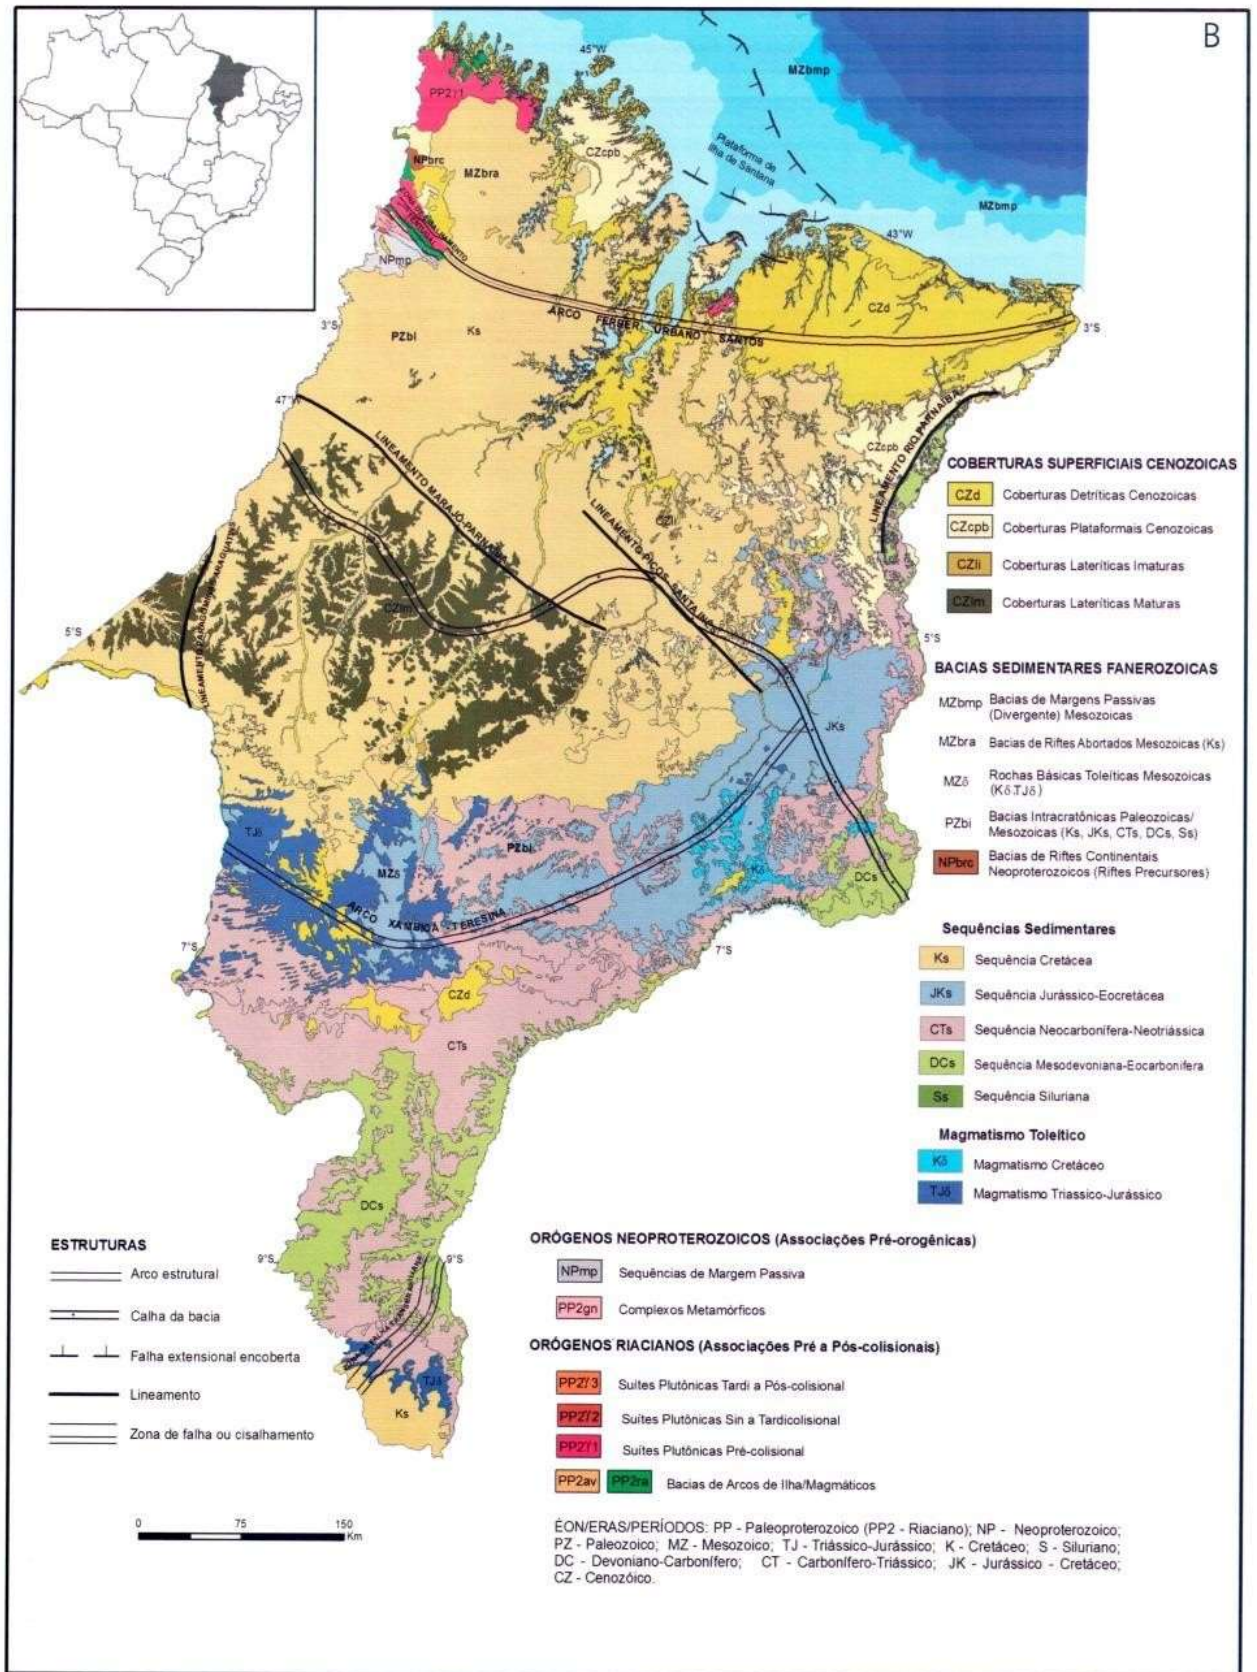 B
45°W
MZbmp
PP2γ1
Plataforma de
Ilha de Santana
CZcpb
NPbrc
MZbra
MZbmp
43°W
NPmp
CZd
3°S
Ks
ARCO FERRER URBANO SANTOS
3°S
PZbi
47°W
LINEAMENTO RIO PARNAIBA
CZcpb
LINEAMENTO MARAJÓ-PARNAIBA
COBERTURAS SUPERFICIAIS CENOZOICAS
CZd Coberturas Detríticas Cenozoicas
CZcpb Coberturas Plataformais Cenozoicas
CZli Coberturas Lateríticas Imaturas
CZlm Coberturas Lateríticas Maturas
CZli
LINEAMENTO PICOS-SANTA INÊS
CZlm
5°S
5°S
BACIAS SEDIMENTARES FANEROZOICAS
MZbmp Bacias de Margens Passivas
(Divergente) Mesozoicas
MZbra Bacias de Riftes Abortados Mesozoicas (Ks)
MZδ Rochas Básicas Toleíticas Mesozoicas
(Kδ.TJδ)
PZbi Bacias Intracratônicas Paleozoicas/
Mesozoicas (Ks, JKs, CTs, DCs, Ss)
NPbrc Bacias de Riftes Continentais
Neoproterozoicos (Riftes Precursores)
JKs
TJδ
PZbi
MZδ
Kδ
DCs
ARCO XAMBIOÁ - TERESINA
7°S
7°S
CZd
CTs
Sequências Sedimentares
Ks Sequência Cretácea
JKs Sequência Jurássico-Eocretácea
CTs Sequência Neocarbonífera-Neotriássica
DCs Sequência Mesodevoniana-Eocarbonífera
Ss Sequência Siluriana
Magmatismo Toleítico
Kδ Magmatismo Cretáceo
TJδ Magmatismo Triassico-Jurássico
DCs
9°S
9°S
TJδ
Ks
ESTRUTURAS
Arco estrutural
Calha da bacia
Falha extensional encoberta
Lineamento
Zona de falha ou cisalhamento
0 75 150
Km
ORÓGENOS NEOPROTEROZOICOS (Associações Pré-orogênicas)
NPmp Sequências de Margem Passiva
PP2gn Complexos Metamórficos
ORÓGENOS RIACIANOS (Associações Pré a Pós-colisionais)
PP2γ3 Suítes Plutônicas Tardi a Pós-colisional
PP2γ2 Suítes Plutônicas Sin a Tardicolisional
PP2γ1 Suítes Plutônicas Pré-colisional
PP2av PP2ra Bacias de Arcos de Ilha/Magmáticos
ÉON/ERAS/PERÍODOS: PP - Paleoproterozoico (PP2 - Riaciano); NP - Neoproterozoico;
PZ - Paleozoico; MZ - Mesozoico; TJ - Triássico-Jurássico; K - Cretáceo; S - Siluriano;
DC - Devoniano-Carbonífero; CT - Carbonífero-Triássico; JK - Jurássico - Cretáceo;
CZ - Cenozóico.